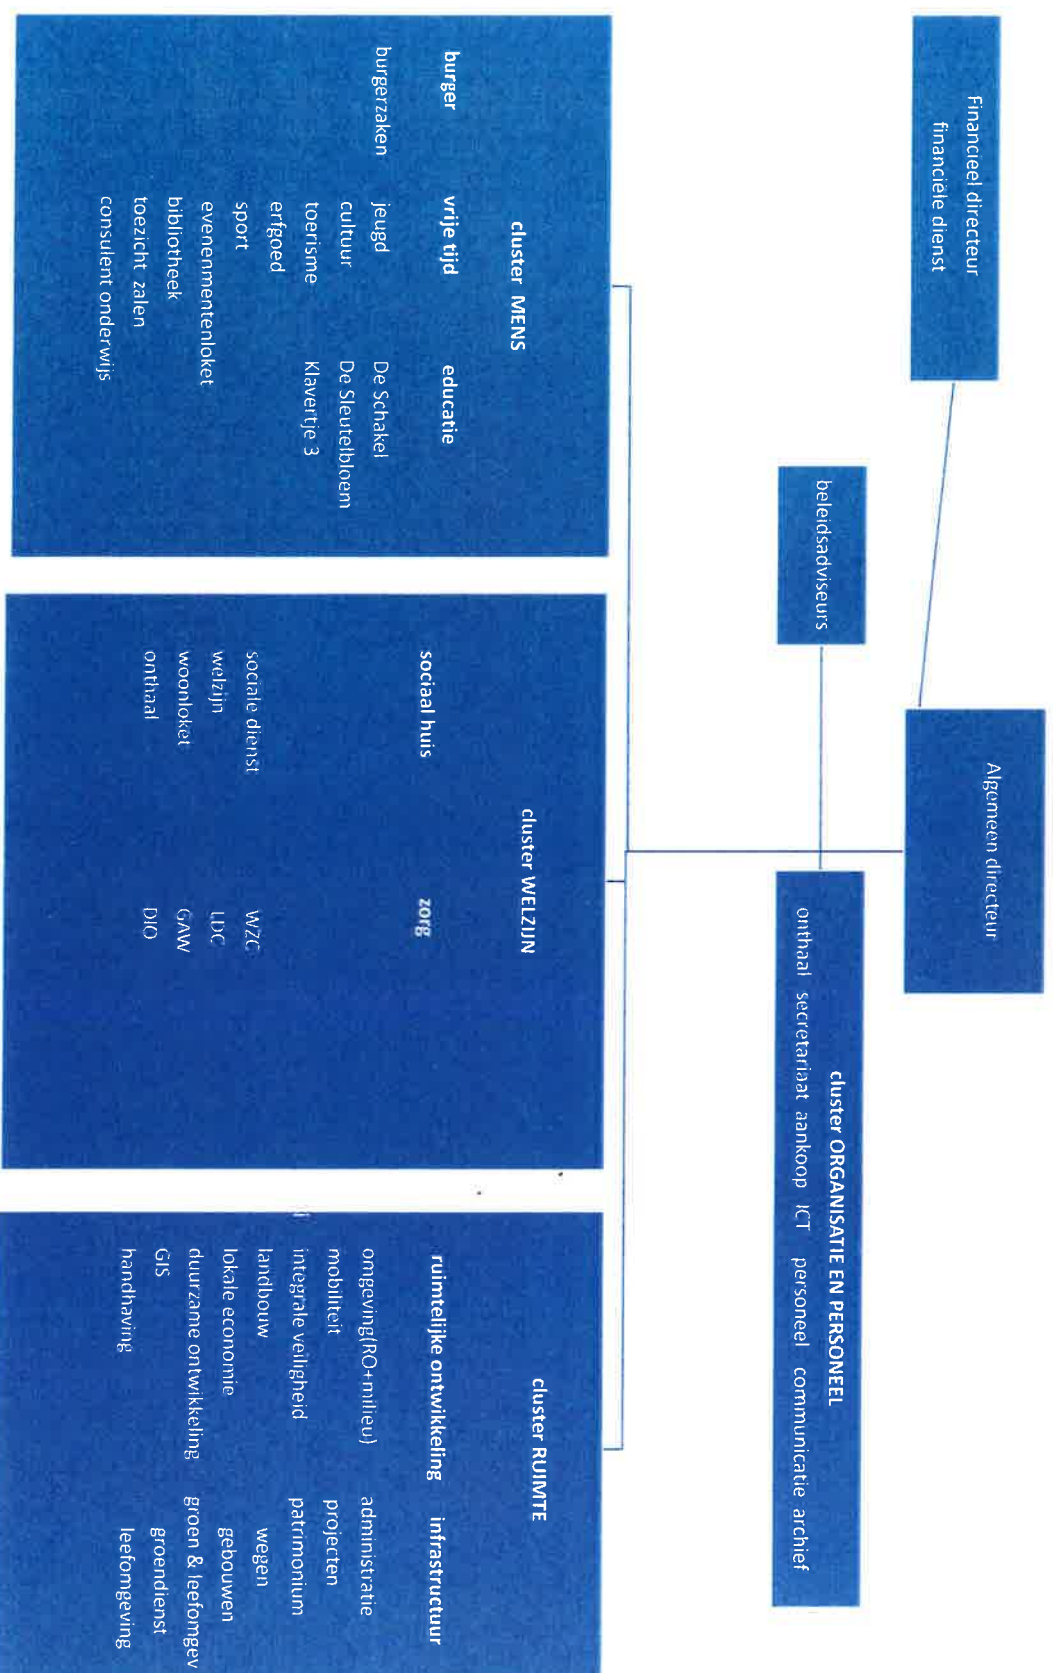 Financieel directeur
financiële dienst
Algemeen directeur
beleidsadviseurs
cluster ORGANISATIE EN PERSONEEL
onthaal secretariaat aankoop ICT personeel communicatie archief
cluster MENS
burger vrije tijd educatie
burgerzaken jeugd De Schakel
cultuur De Sleutelbloem
toerisme Klavertje 3
erfgoed
sport
evenenmentenloket
bibliotheek
toezicht zalen
consulent onderwijs
cluster WELZIJN
sociaal huis zorg
sociale dienst WZC
welzijn LDC
woonloket GAW
onthaal DIO
cluster RUIMTE
ruimtelijke ontwikkeling infrastructuur
omgeving(RO+milieu) administratie
mobiliteit projecten
integrale veiligheid patrimonium
landbouw wegen
lokale economie gebouwen
duurzame ontwikkeling groen & leefomgev
GIS groendienst
handhaving leefomgeving